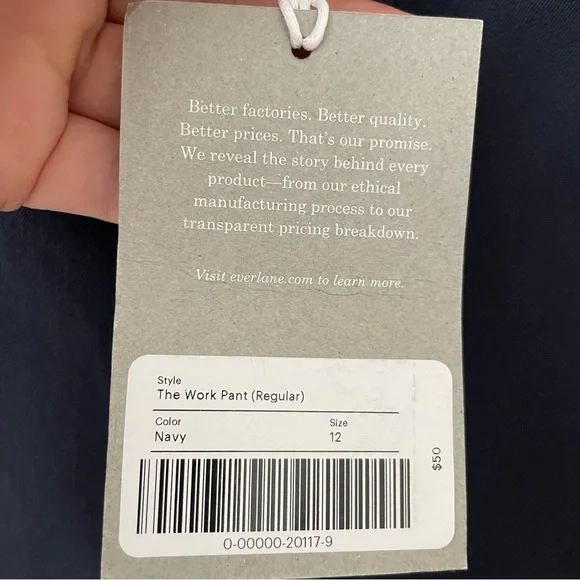 Better factories. Better quality.
Better prices. That's our promise.
We reveal the story behind every
product—from our ethical
manufacturing process to our
transparent pricing breakdown.
Visit everlane.com to learn more.
Style
The Work Pant (Regular)
Color Size
Navy 12
$50
0-00000-20117-9